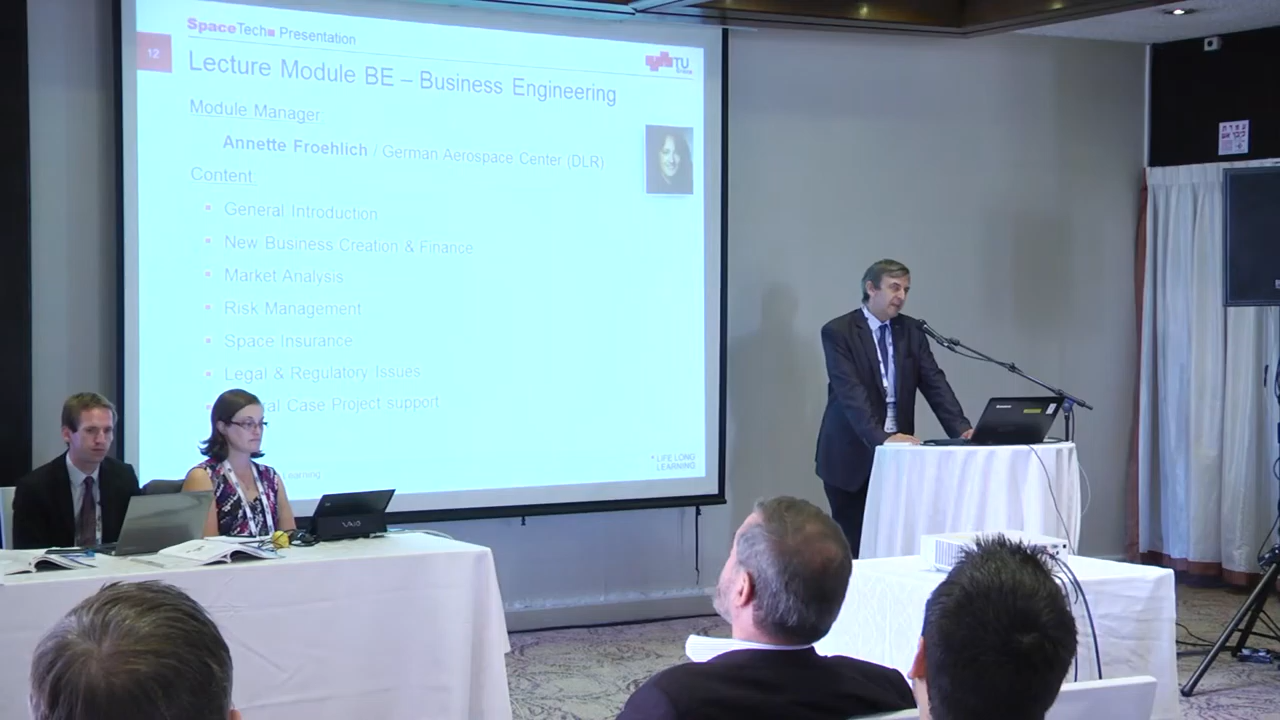 SpaceTech Presentation
12
TU
Lecture Module BE – Business Engineering
Module Manager:
Annette Froehlich / German Aerospace Center (DLR)
Content:
General Introduction
New Business Creation & Finance
Market Analysis
Risk Management
Space Insurance
Legal & Regulatory Issues
Case Project support
LIFE LONG
LEARNING
VAIO